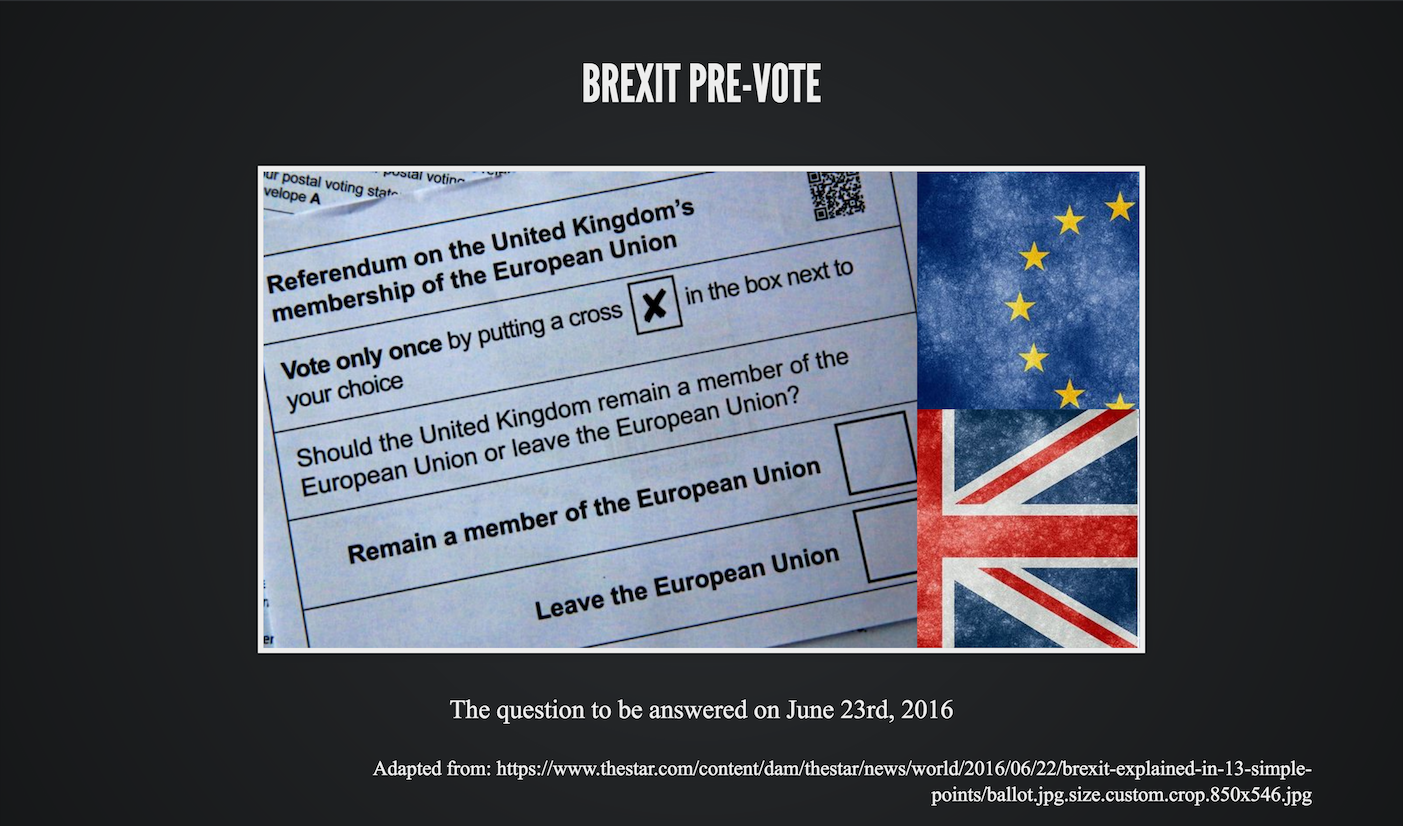 BREXIT PRE-VOTE
postal voting
ur postal voting
velope A
Referendum on the United Kingdom's
membership of the European Union
Vote only once by putting a cross X in the box next to
your choice
Should the United Kingdom remain a member of the
European Union or leave the European Union?
Remain a member of the European Union
Leave the European Union
er
The question to be answered on June 23rd, 2016
Adapted from: https://www.thestar.com/content/dam/thestar/news/world/2016/06/22/brexit-explained-in-13-simple-
points/ballot.jpg.size.custom.crop.850x546.jpg